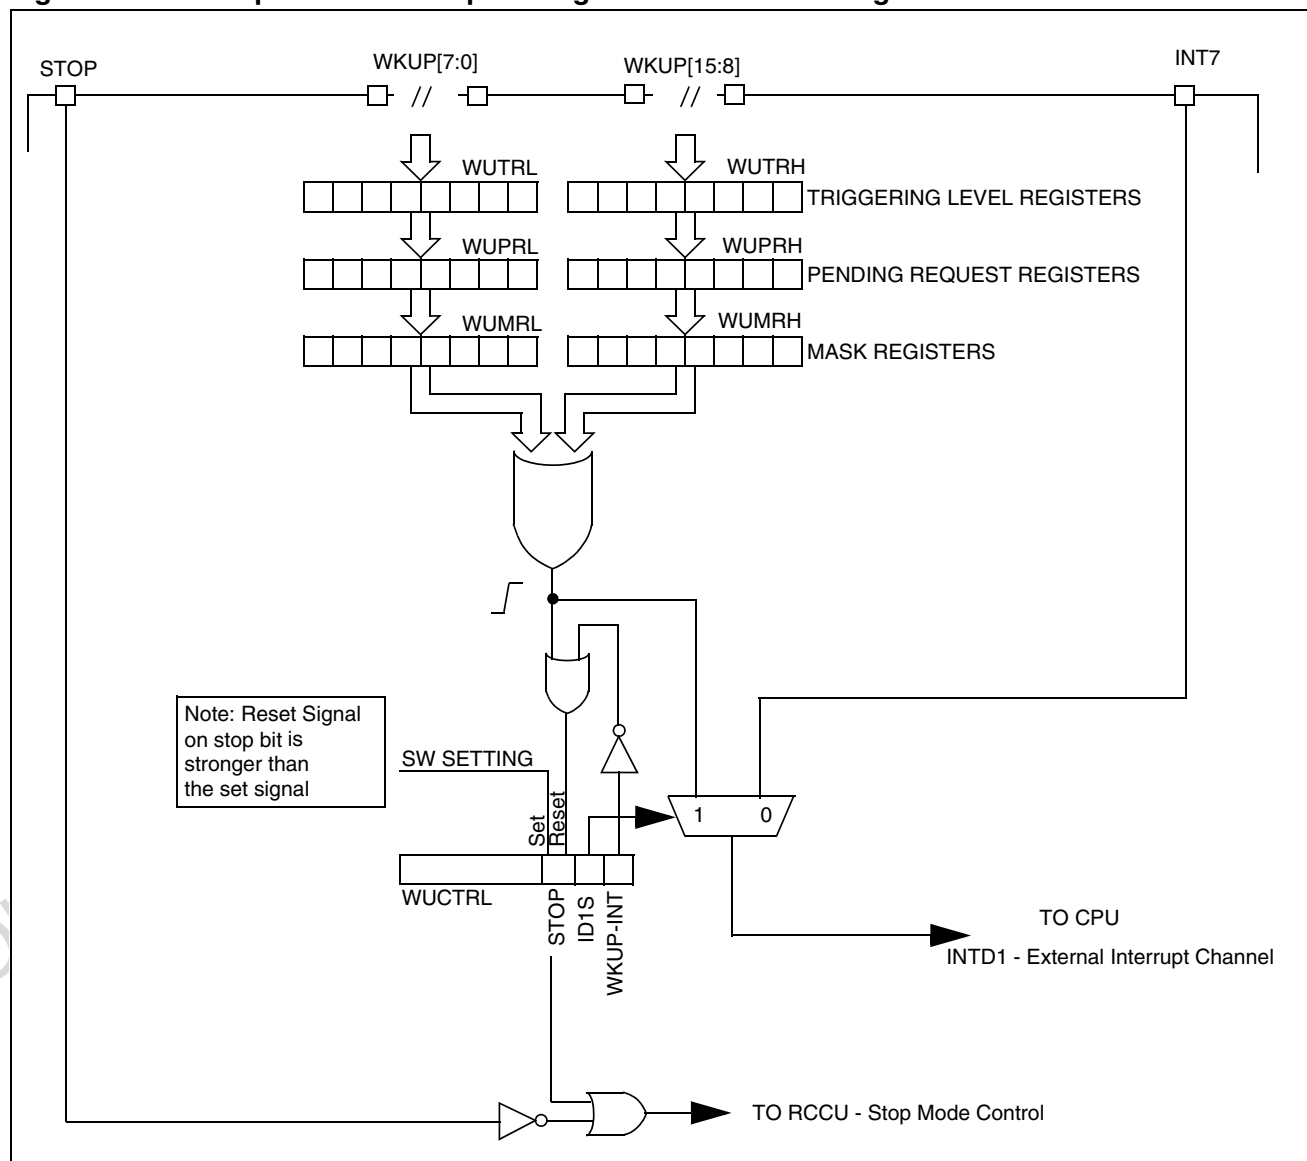 STOP
WKUP[7:0]
WKUP[15:8]
INT7
//
//
WUTRL
WUTRH
TRIGGERING LEVEL REGISTERS
WUPRL
WUPRH
PENDING REQUEST REGISTERS
WUMRL
WUMRH
MASK REGISTERS
Note: Reset Signal
on stop bit is
stronger than
the set signal
SW SETTING
Set
Reset
1
0
WUCTRL
STOP
ID1S
WKUP-INT
TO CPU
INTD1 - External Interrupt Channel
TO RCCU - Stop Mode Control